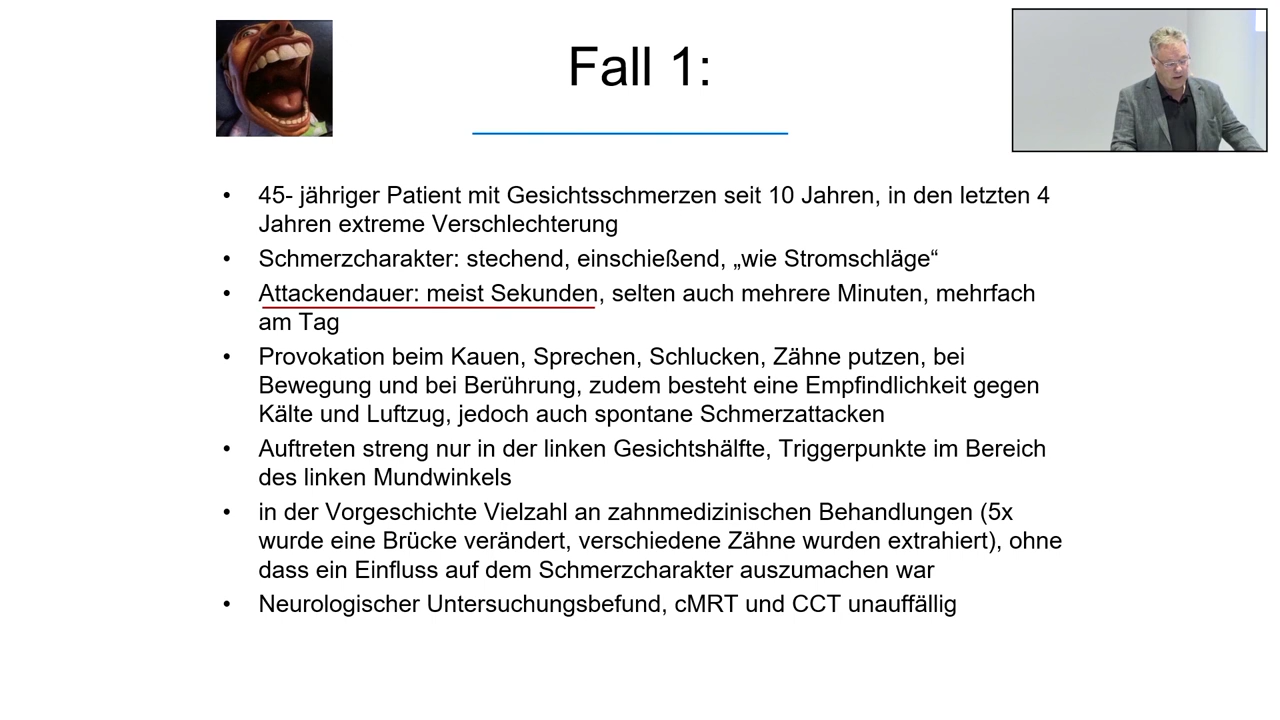 Fall 1:
• 45- jähriger Patient mit Gesichtsschmerzen seit 10 Jahren, in den letzten 4
Jahren extreme Verschlechterung
• Schmerzcharakter: stechend, einschießend, „wie Stromschläge“
• Attackendauer: meist Sekunden, selten auch mehrere Minuten, mehrfach
am Tag
• Provokation beim Kauen, Sprechen, Schlucken, Zähne putzen, bei
Bewegung und bei Berührung, zudem besteht eine Empfindlichkeit gegen
Kälte und Luftzug, jedoch auch spontane Schmerzattacken
• Auftreten streng nur in der linken Gesichtshälfte, Triggerpunkte im Bereich
des linken Mundwinkels
• in der Vorgeschichte Vielzahl an zahnmedizinischen Behandlungen (5x
wurde eine Brücke verändert, verschiedene Zähne wurden extrahiert), ohne
dass ein Einfluss auf dem Schmerzcharakter auszumachen war
• Neurologischer Untersuchungsbefund, cMRT und CCT unauffällig